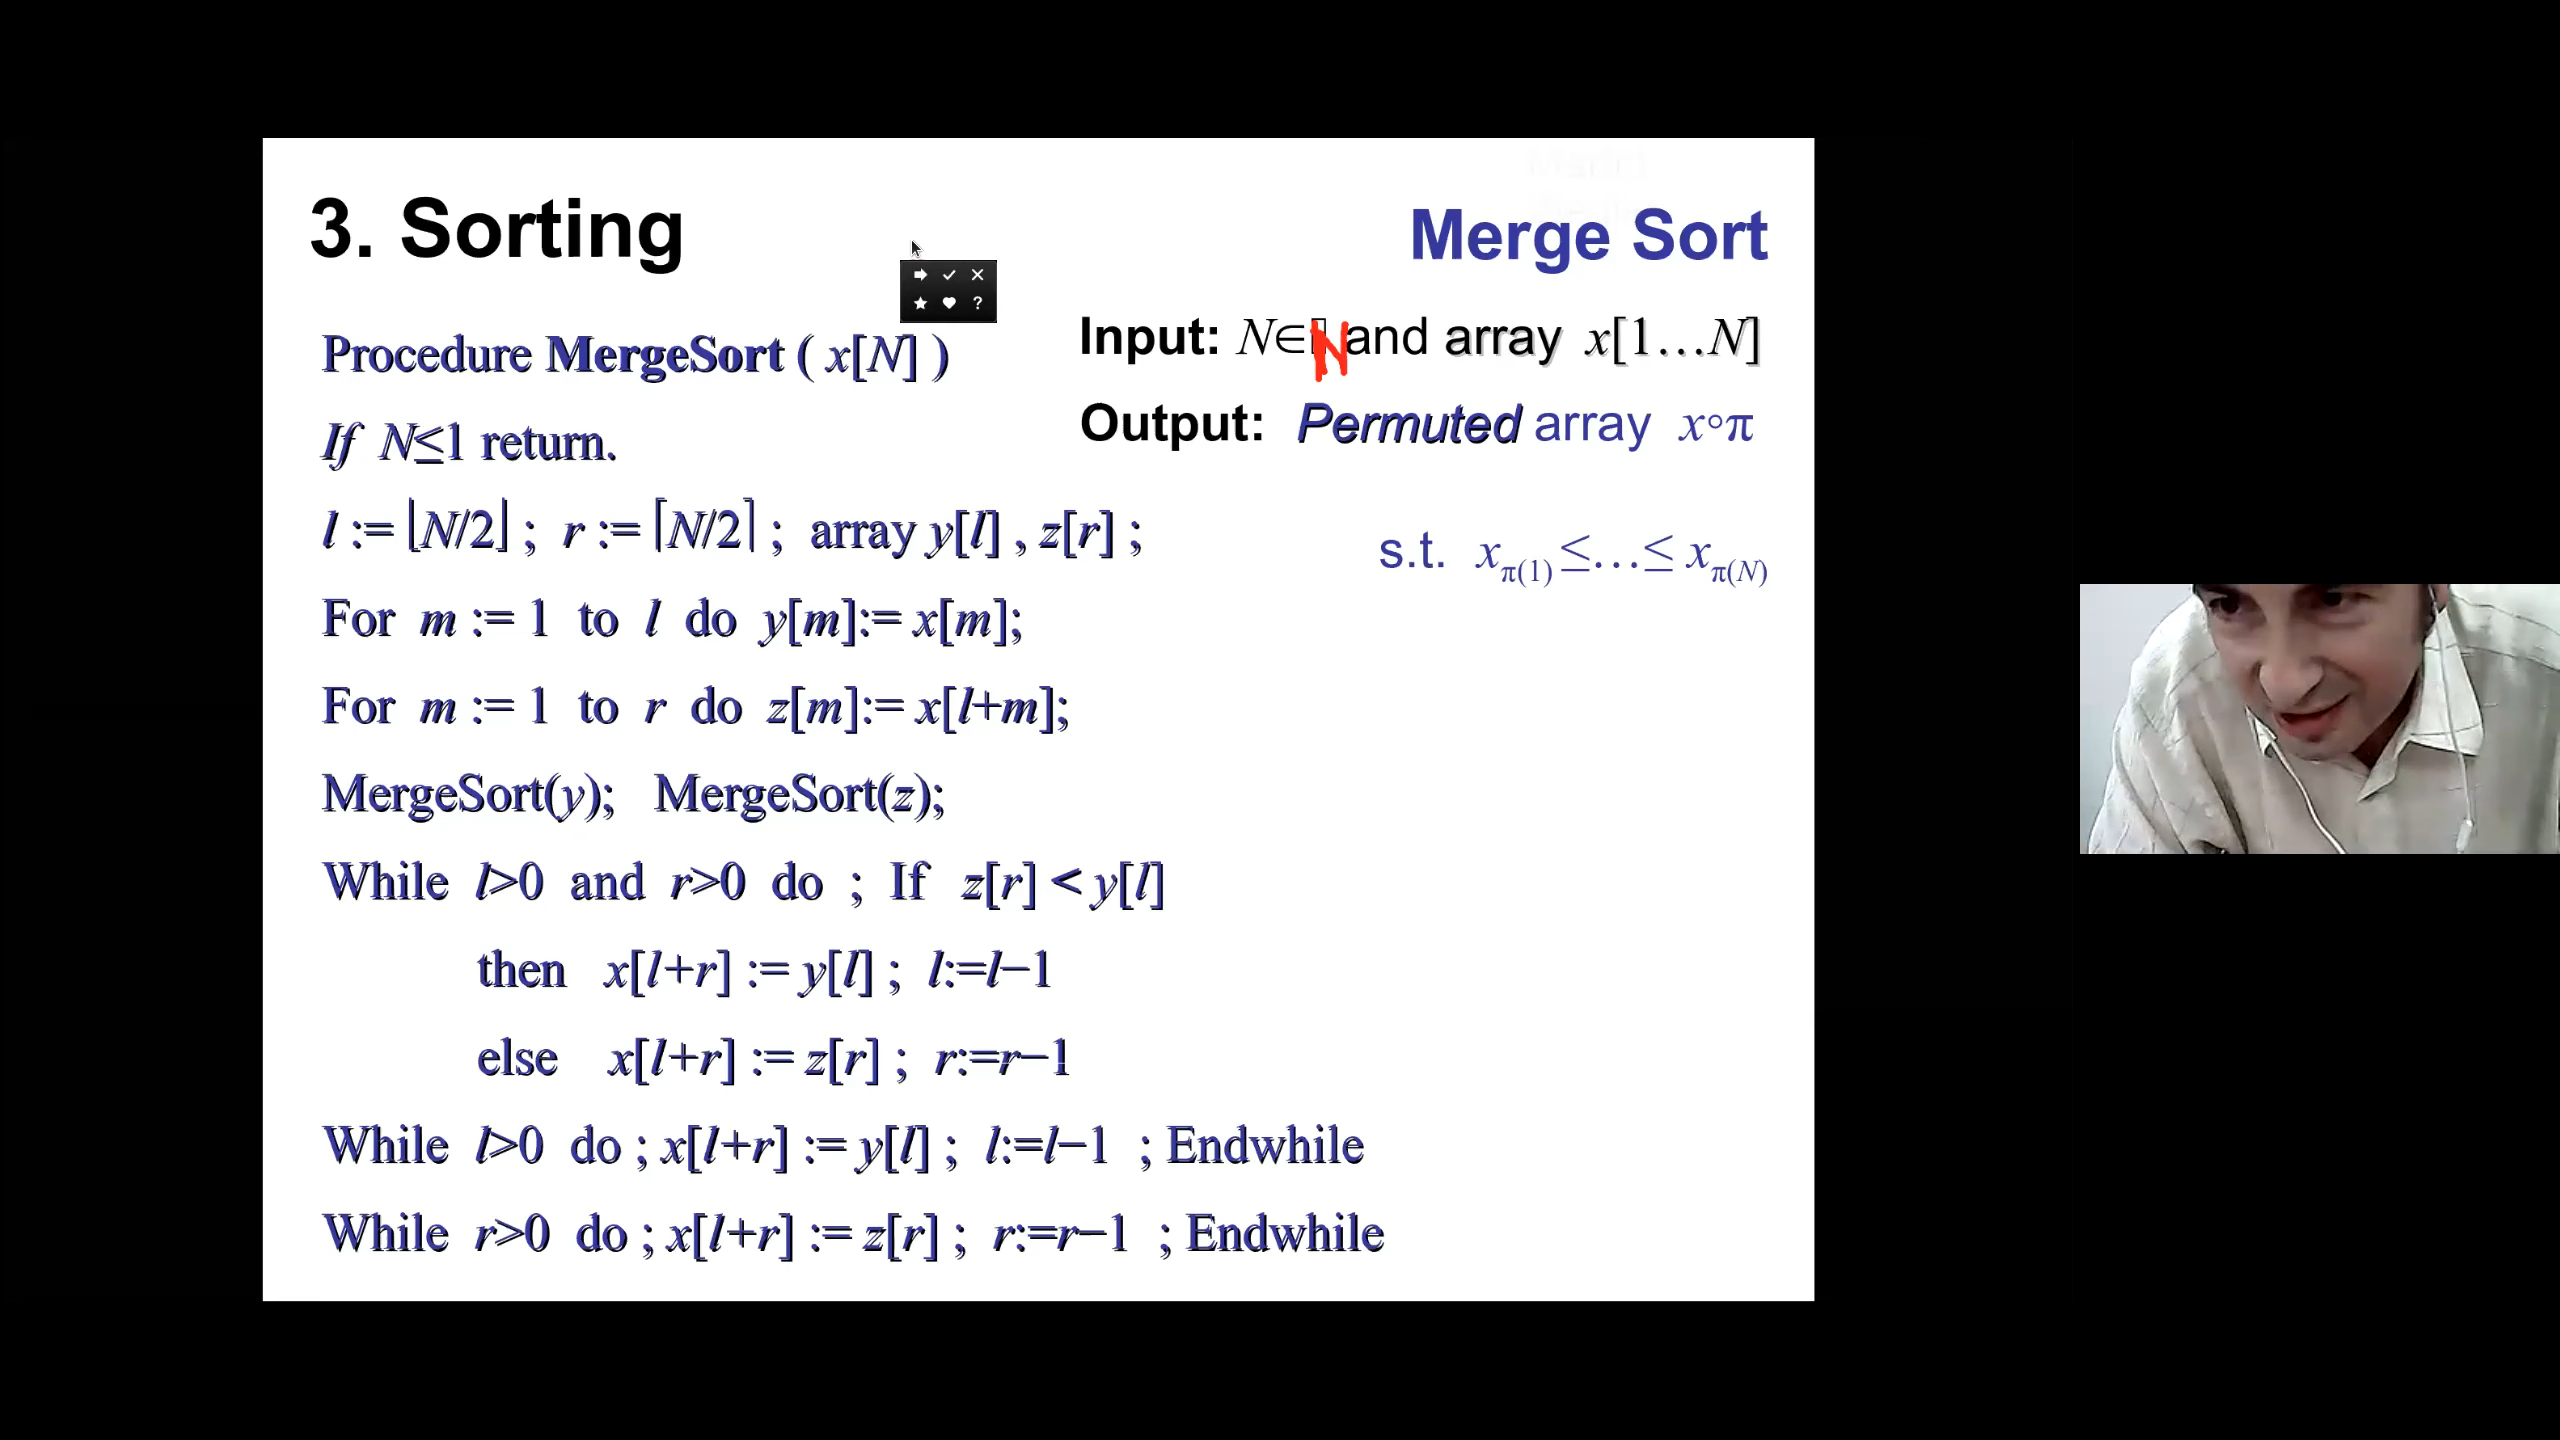 3. Sorting
Merge Sort
Procedure MergeSort ( x[N] )
If N≤1 return.
l := ⌊N/2⌋ ; r := ⌈N/2⌉ ; array y[l] , z[r] ;
For m := 1 to l do y[m]:= x[m];
For m := 1 to r do z[m]:= x[l+m];
MergeSort(y); MergeSort(z);
While l>0 and r>0 do ; If z[r] < y[l]
then x[l+r] := y[l] ; l:=l−1
else x[l+r] := z[r] ; r:=r−1
While l>0 do ; x[l+r] := y[l] ; l:=l−1 ; Endwhile
While r>0 do ; x[l+r] := z[r] ; r:=r−1 ; Endwhile
Input: N∈N and array x[1…N]
Output: Permuted array x∘π
s.t. xπ(1) ≤…≤ xπ(N)